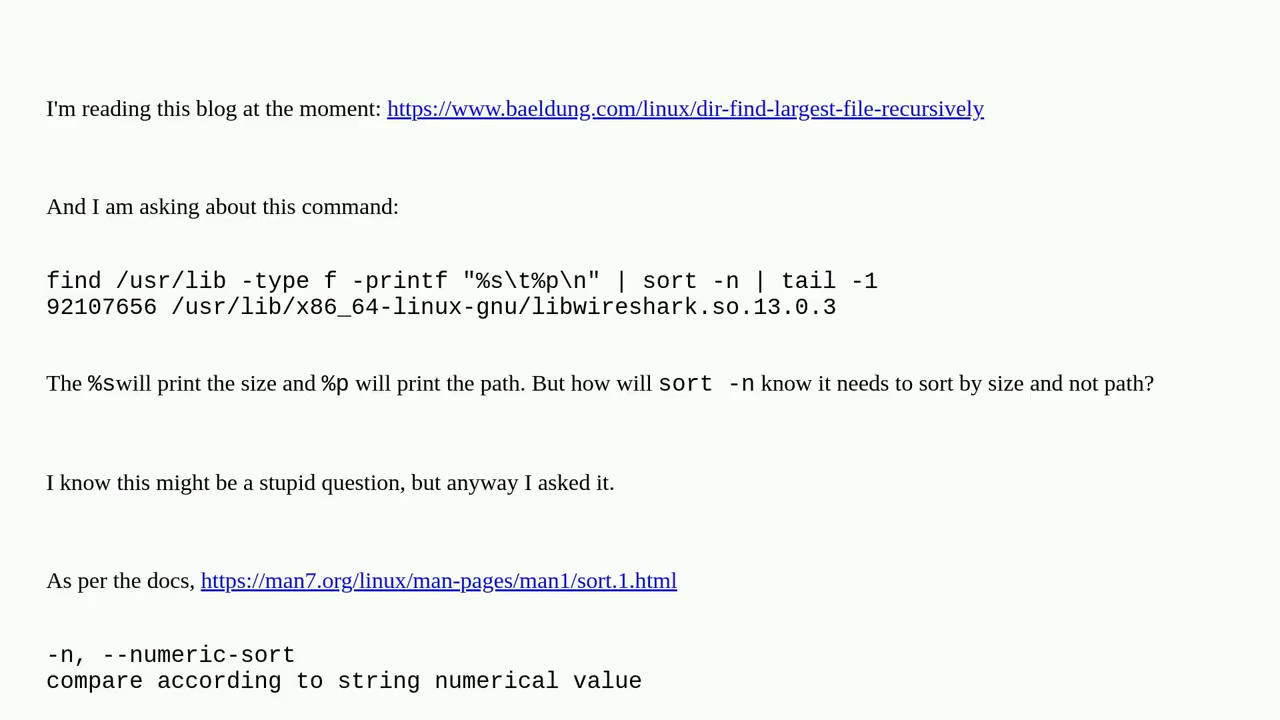 I'm reading this blog at the moment: https://www.baeldung.com/linux/dir-find-largest-file-recursively
And I am asking about this command:
find /usr/lib -type f -printf "%s\t%p\n" | sort -n | tail -1
92107656 /usr/lib/x86_64-linux-gnu/libwireshark.so.13.0.3
The %swill print the size and %p will print the path. But how will sort -n know it needs to sort by size and not path?
I know this might be a stupid question, but anyway I asked it.
As per the docs, https://man7.org/linux/man-pages/man1/sort.1.html
-n, --numeric-sort
compare according to string numerical value